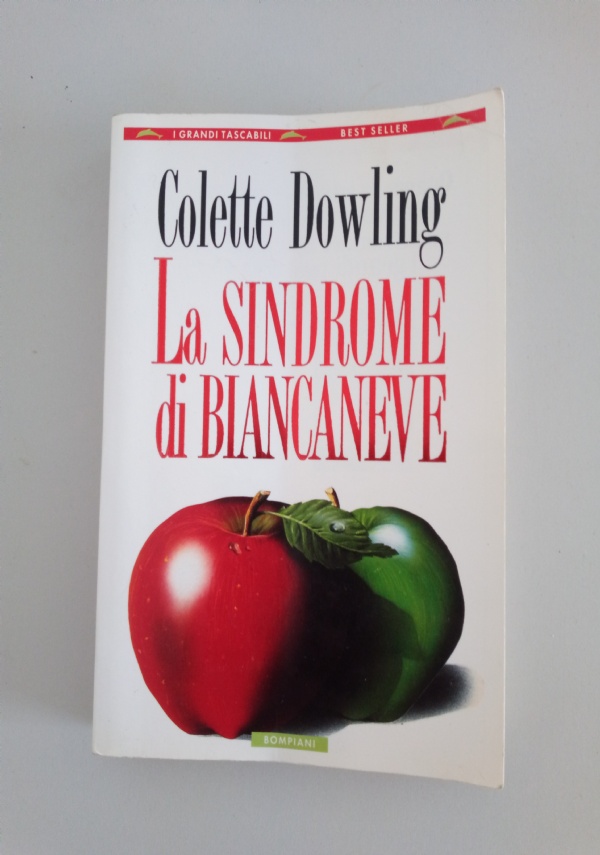 I GRANDI TASCABILI BEST SELLER
Colette Dowling
La SINDROME
di BIANCANEVE
BOMPIANI